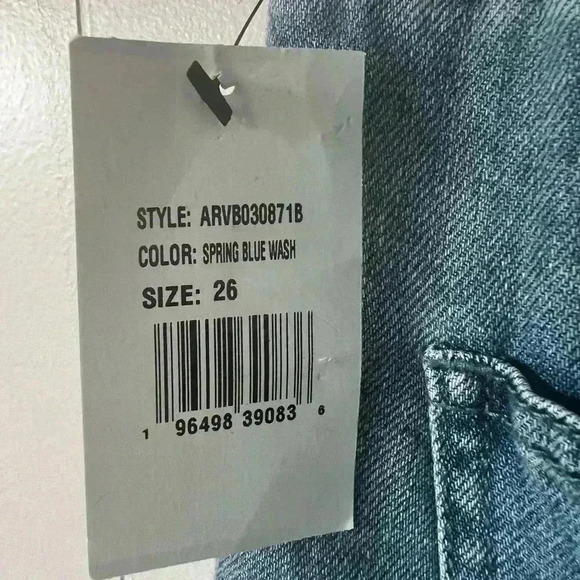 STYLE: ARVB030871B
COLOR: SPRING BLUE WASH
SIZE: 26
1 96498 39083 6